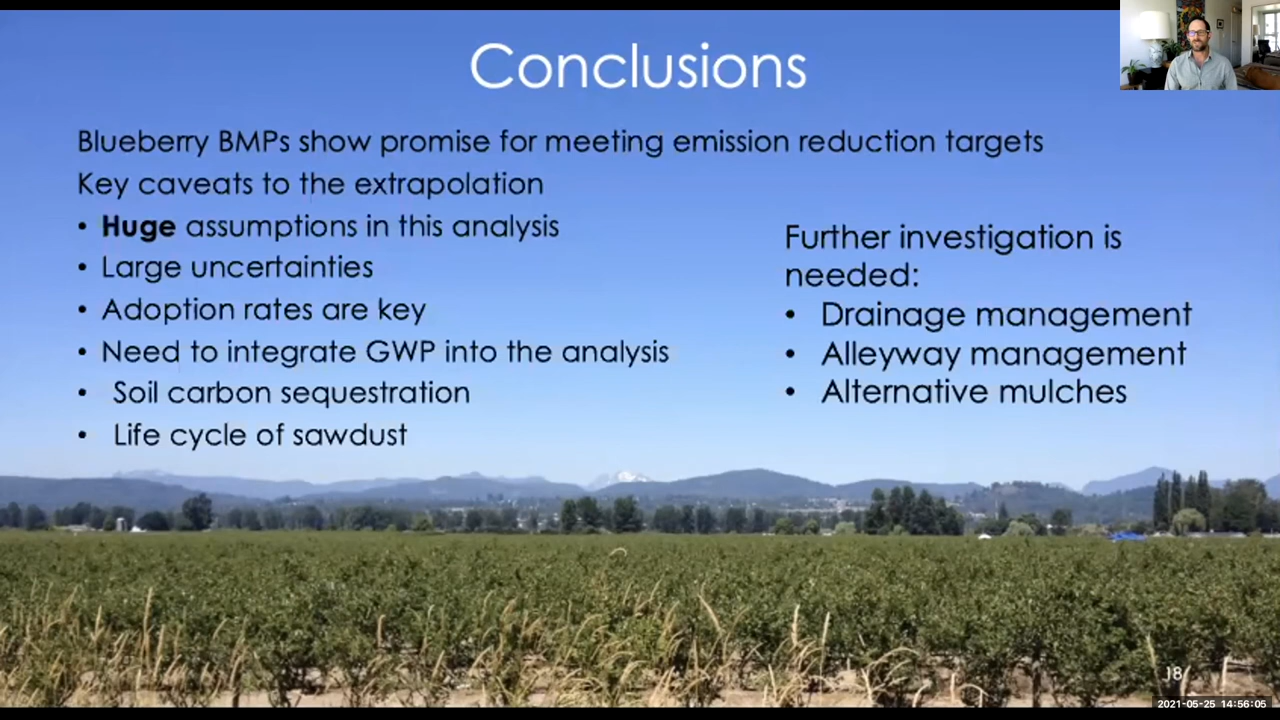 Conclusions
Blueberry BMPs show promise for meeting emission reduction targets
Key caveats to the extrapolation
• Huge assumptions in this analysis
• Large uncertainties
• Adoption rates are key
• Need to integrate GWP into the analysis
• Soil carbon sequestration
• Life cycle of sawdust
Further investigation is
needed:
• Drainage management
• Alleyway management
• Alternative mulches
18
2021-05-25 14:56:05